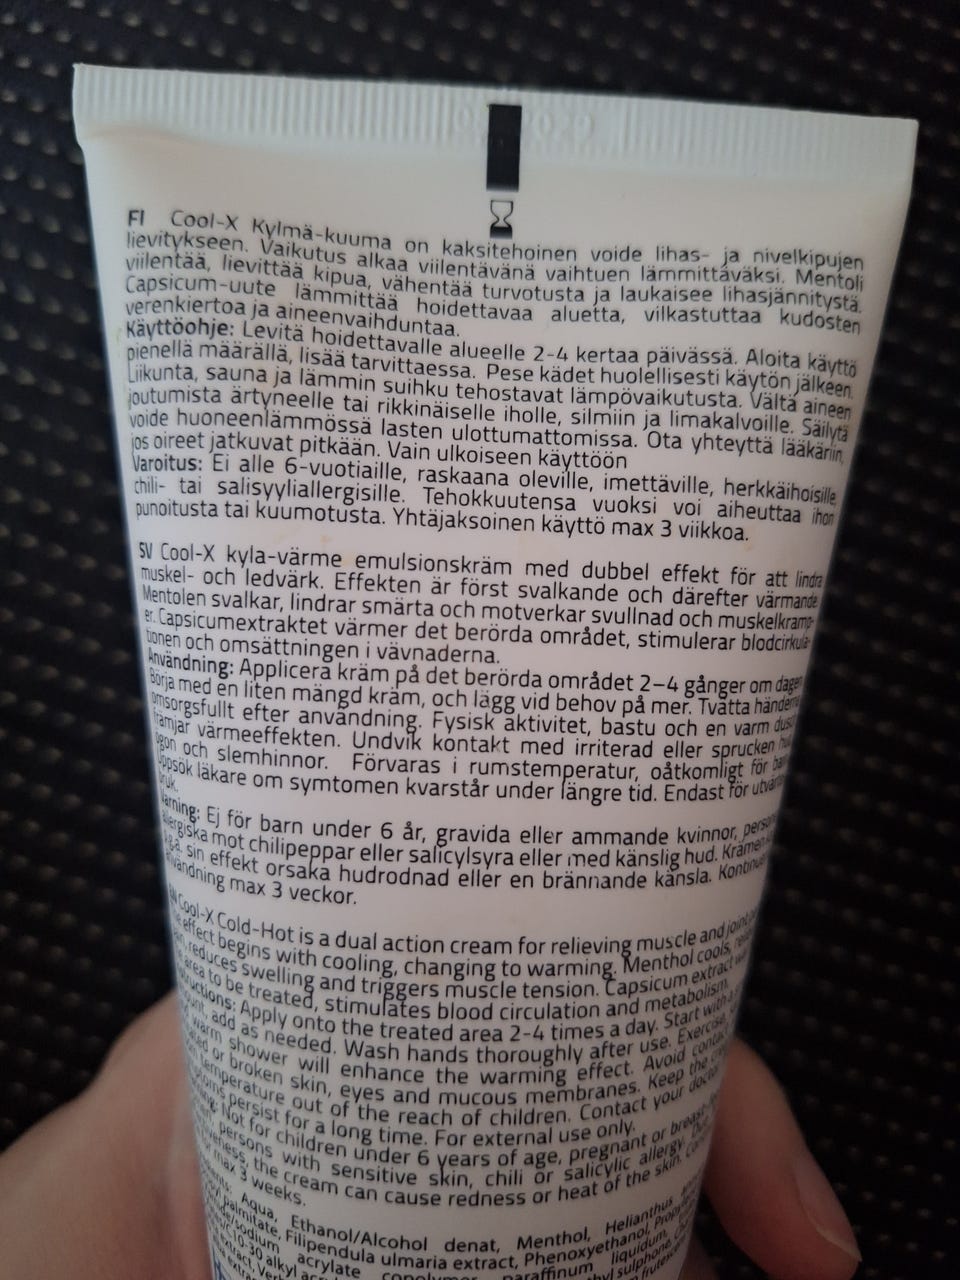 FI Cool-X Kylmä-kuuma on kaksitehoinen voide lihas- ja nivelkipujen
lievitykseen. Vaikutus alkaa viilentävänä vaihtuen lämmittäväksi. Mentoli
viilentää, lievittää kipua, vähentää turvotusta ja laukaisee lihasjännitystä.
Capsicum-uute lämmittää hoidettavaa aluetta, vilkastuttaa kudosten
verenkiertoa ja aineenvaihduntaa.
Käyttöohje: Levitä hoidettavalle alueelle 2-4 kertaa päivässä. Aloita käyttö
pienellä määrällä, lisää tarvittaessa. Pese kädet huolellisesti käytön jälkeen.
Liikunta, sauna ja lämmin suihku tehostavat lämpövaikutusta. Vältä aineen
joutumista ärtyneelle tai rikkinäiselle iholle, silmiin ja limakalvoille. Säilytä
voide huoneenlämmössä lasten ulottumattomissa. Ota yhteyttä lääkäriin,
jos oireet jatkuvat pitkään. Vain ulkoiseen käyttöön
Varoitus: Ei alle 6-vuotiaille, raskaana oleville, imettäville, herkkäihoisille,
chili- tai salisyyliallergisille. Tehokkuutensa vuoksi voi aiheuttaa ihon
punoitusta tai kuumotusta. Yhtäjaksoinen käyttö max 3 viikkoa.
SV Cool-X kyla-värme emulsionskräm med dubbel effekt för att lindra
muskel- och ledvärk. Effekten är först svalkande och därefter värmande
Mentolen svalkar, lindrar smärta och motverkar svullnad och muskelkramp-
er. Capsicumextraktet värmer det berörda området, stimulerar blodcirkula-
tionen och omsättningen i vävnaderna.
Användning: Applicera kräm på det berörda området 2–4 gånger om dagen
Börja med en liten mängd kräm, och lägg vid behov på mer. Tvätta händerna
omsorgsfullt efter användning. Fysisk aktivitet, bastu och en varm dusch
främjar värmeeffekten. Undvik kontakt med irriterad eller sprucken
ögon och slemhinnor. Förvaras i rumstemperatur, oåtkomligt för
Uppsök läkare om symtomen kvarstår under längre tid. Endast för
bruk.
Varning: Ej för barn under 6 år, gravida eller ammande kvinnor,
allergiska mot chilipeppar eller salicylsyra eller med känslig hud. Krämen
sin effekt orsaka hudrodnad eller en brännande känsla.
användning max 3 veckor.
EN Cool-X Cold-Hot is a dual action cream for relieving muscle and joint
effect begins with cooling, changing to warming. Menthol cools,
reduces swelling and triggers muscle tension. Capsicum extract
area to be treated, stimulates blood circulation and metabolism.
Apply onto the treated area 2-4 times a day. Start with
add as needed. Wash hands thoroughly after use. Exercise,
warm shower will enhance the warming effect. Avoid contact
or broken skin, eyes and mucous membranes. Keep the
temperature out of the reach of children. Contact your doctor
persist for a long time. For external use only.
Not for children under 6 years of age, pregnant or
persons with sensitive skin, chili or salicylic allergy.
the cream can cause redness or heat of the skin.
max 3 weeks.
Aqua, Ethanol/Alcohol denat, Menthol, Helianthus
palmitate, Filipendula ulmaria extract, Phenoxyethanol,
acrylate copolymer, paraffinum liquidum,